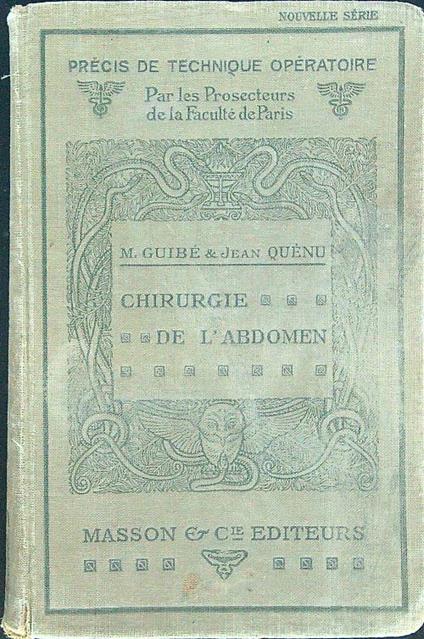 NOUVELLE SÉRIE
PRÉCIS DE TECHNIQUE OPÉRATOIRE
Par les Prosecteurs
de la Faculté de Paris
M. GUIBÉ & JEAN QUÉNU
CHIRURGIE
DE L'ABDOMEN
MASSON & CIE EDITEURS